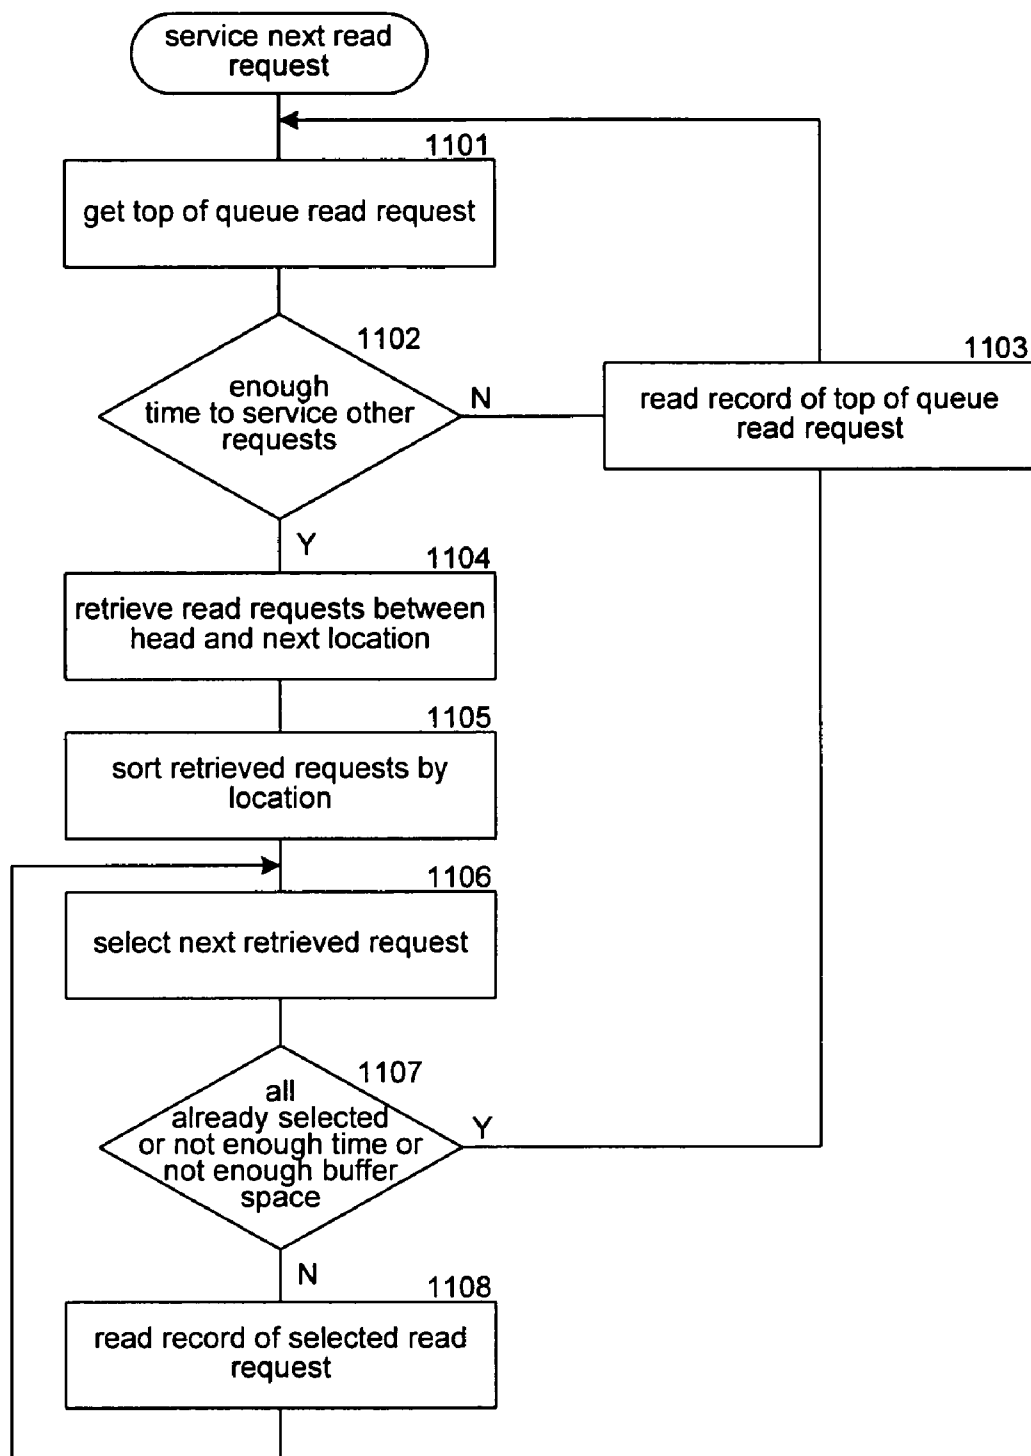 service next read
request
1101
get top of queue read request
1102
enough
time to service other
requests
N
1103
read record of top of queue
read request
Y
1104
retrieve read requests between
head and next location
1105
sort retrieved requests by
location
1106
select next retrieved request
1107
all
already selected
or not enough time or
not enough buffer
space
Y
N
1108
read record of selected read
request